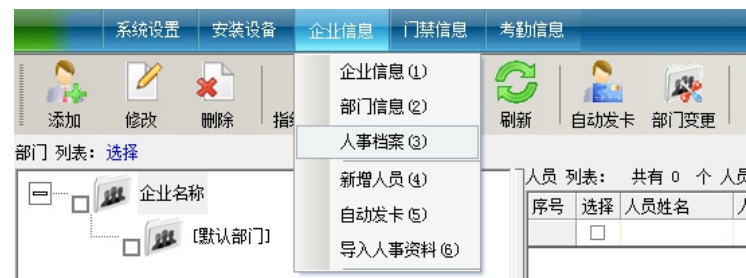 系统设置 安装设备 企业信息 门禁信息 考勤信息
企业信息(1)
部门信息(2)
人事档案(3)
新增人员(4)
自动发卡(5)
导入人事资料(6)
添加 修改 删除 刷新 自动发卡 部门变更
部门 列表: 选择
企业名称
[默认部门]
人员 列表: 共有 0 个 人员
序号 选择 人员姓名